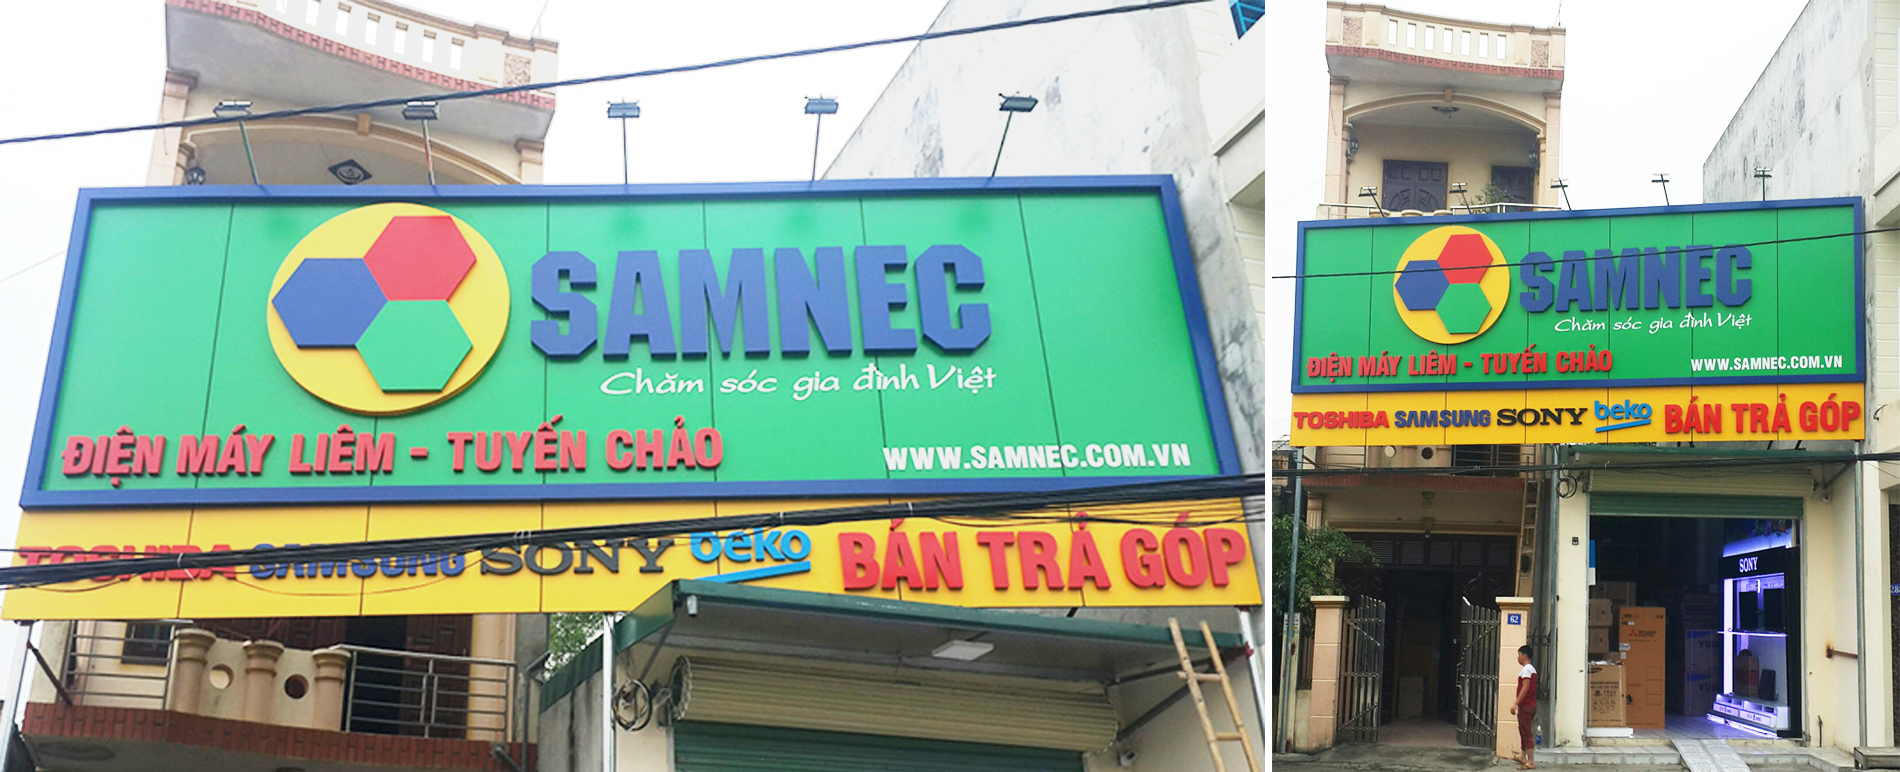 SAMNEC
Chăm sóc gia đình Việt
ĐIỆN MÁY LIÊM - TUYẾN CHẢO
WWW.SAMNEC.COM.VN
TOSHIBA SAMSUNG SONY beko BÁN TRẢ GÓP
SAMNEC
Chăm sóc gia đình Việt
ĐIỆN MÁY LIÊM - TUYẾN CHẢO
WWW.SAMNEC.COM.VN
TOSHIBA SAMSUNG SONY beko BÁN TRẢ GÓP
SONY
62